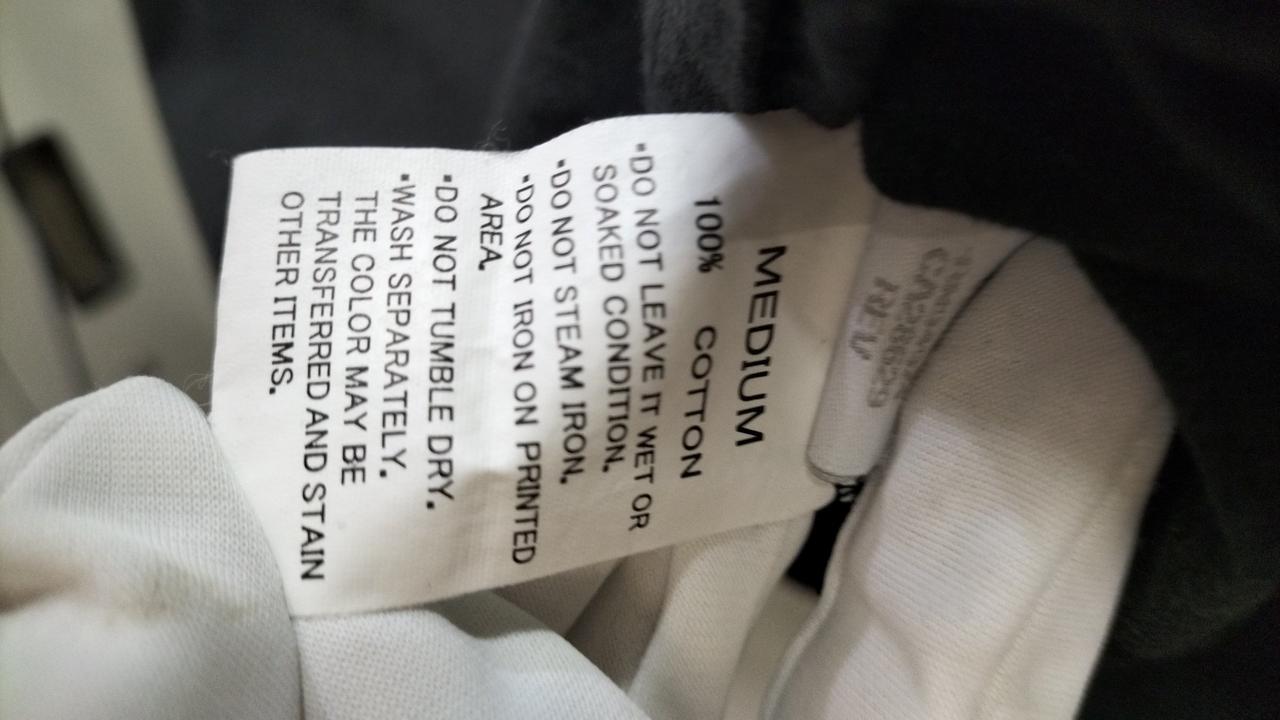 MEDIUM
100% COTTON
▪DO NOT LEAVE IT WET OR
SOAKED CONDITION.
▪DO NOT STEAM IRON.
▪DO NOT IRON ON PRINTED
AREA.
▪DO NOT TUMBLE DRY.
▪WASH SEPARATELY.
THE COLOR MAY BE
TRANSFERRED AND STAIN
OTHER ITEMS.